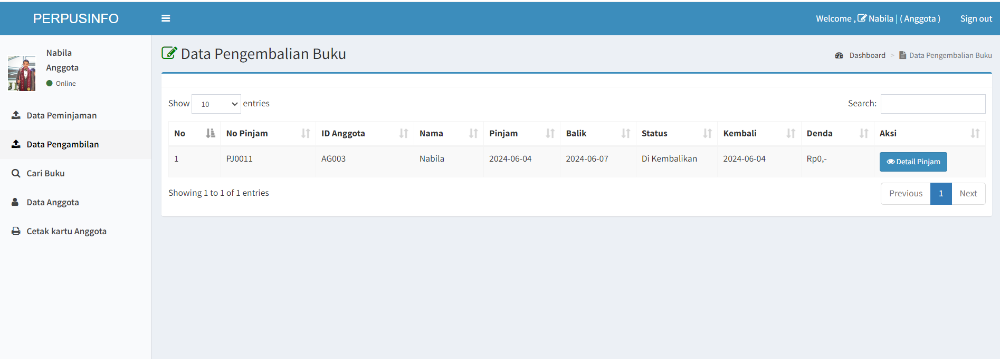 PERPUSINFO
Welcome , Nabila | ( Anggota )
Sign out
Nabila
Anggota
Online
Data Peminjaman
Data Pengambilan
Cari Buku
Data Anggota
Cetak kartu Anggota
Data Pengembalian Buku
Dashboard > Data Pengembalian Buku
Show 10 entries
Search:
No No Pinjam ID Anggota Nama Pinjam Balik Status Kembali Denda Aksi
1 PJ0011 AG003 Nabila 2024-06-04 2024-06-07 Di Kembalikan 2024-06-04 Rp0,- Detail Pinjam
Showing 1 to 1 of 1 entries
Previous 1 Next